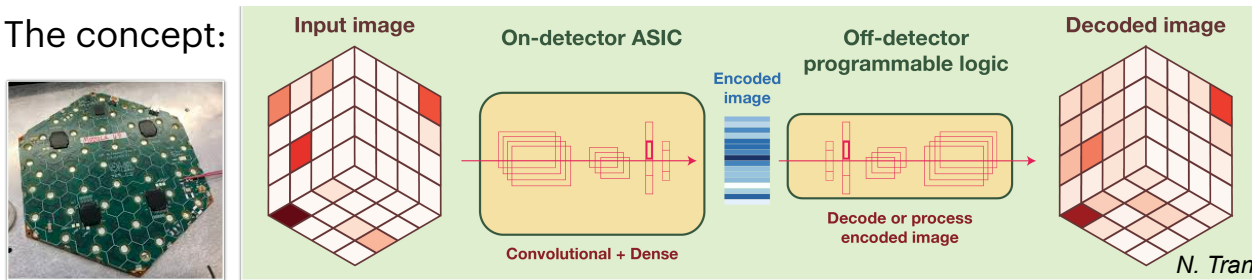 The concept:
Input image
On-detector ASIC
Off-detector
programmable logic
Decoded image
Encoded
image
Convolutional + Dense
Decode or process
encoded image
N. Tran